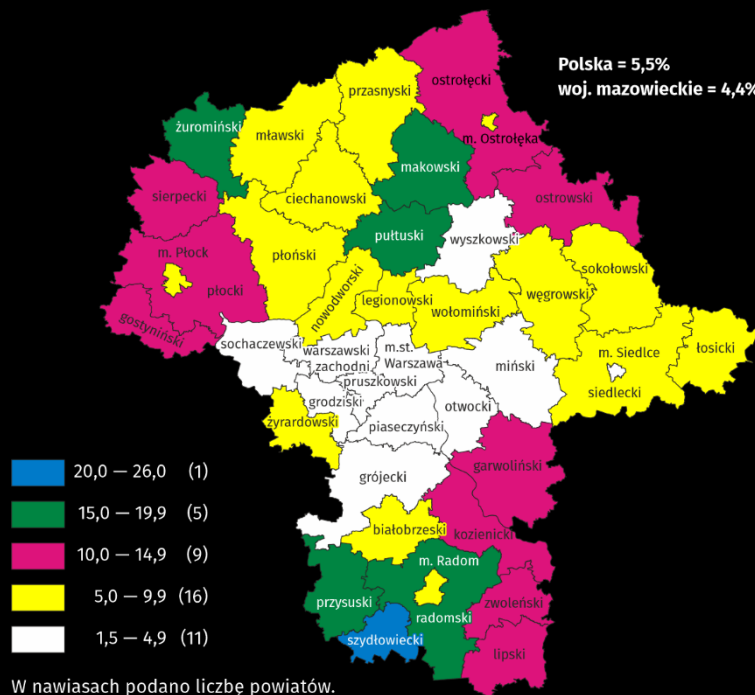 Polska = 5,5%
woj. mazowieckie = 4,4%
ostrołęcki
przasnyski
żuromiński
mławski
m. Ostrołęka
makowski
sierpecki
ciechanowski
ostrowski
pułtuski
wyszkowski
m. Płock
płoński
sokołowski
węgrowski
płocki
nowodworski
legionowski
wołomiński
gostyniński
sochaczewski
warszawski
zachodni
m.st.
Warszawa
miński
m. Siedlce
łosicki
pruszkowski
siedlecki
grodziski
otwocki
żyrardowski
piaseczyński
garwoliński
grójecki
białobrzeski
kozienicki
m. Radom
przysuski
zwoleński
radomski
szydłowiecki
lipski
20,0 — 26,0 (1)
15,0 — 19,9 (5)
10,0 — 14,9 (9)
5,0 — 9,9 (16)
1,5 — 4,9 (11)
W nawiasach podano liczbę powiatów.